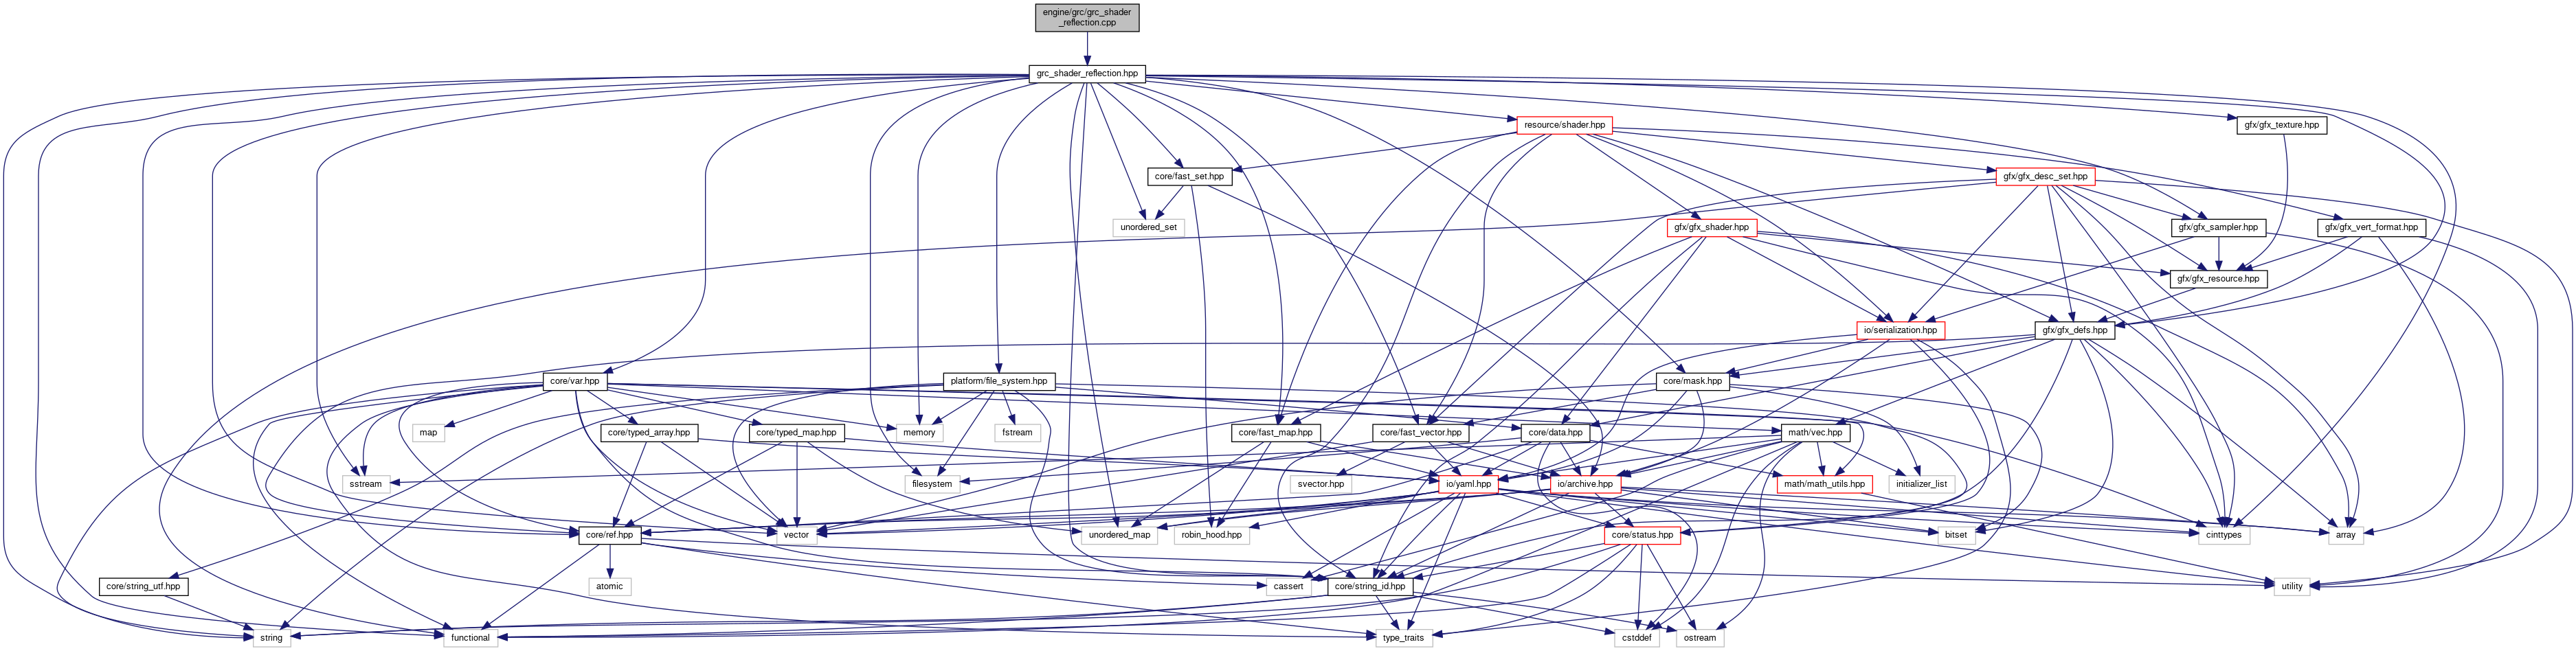 engine/grc/grc_shader
_reflection.cpp
grc_shader_reflection.hpp
resource/shader.hpp
gfx/gfx_texture.hpp
core/fast_set.hpp
gfx/gfx_desc_set.hpp
unordered_set
gfx/gfx_shader.hpp
gfx/gfx_sampler.hpp
gfx/gfx_vert_format.hpp
gfx/gfx_resource.hpp
io/serialization.hpp
gfx/gfx_defs.hpp
core/var.hpp
platform/file_system.hpp
core/mask.hpp
map
core/typed_array.hpp
core/typed_map.hpp
memory
fstream
core/fast_map.hpp
core/fast_vector.hpp
core/data.hpp
math/vec.hpp
sstream
filesystem
svector.hpp
io/yaml.hpp
io/archive.hpp
math/math_utils.hpp
initializer_list
core/ref.hpp
vector
unordered_map
robin_hood.hpp
core/status.hpp
bitset
cinttypes
array
core/string_utf.hpp
atomic
cassert
core/string_id.hpp
utility
string
functional
type_traits
cstddef
ostream